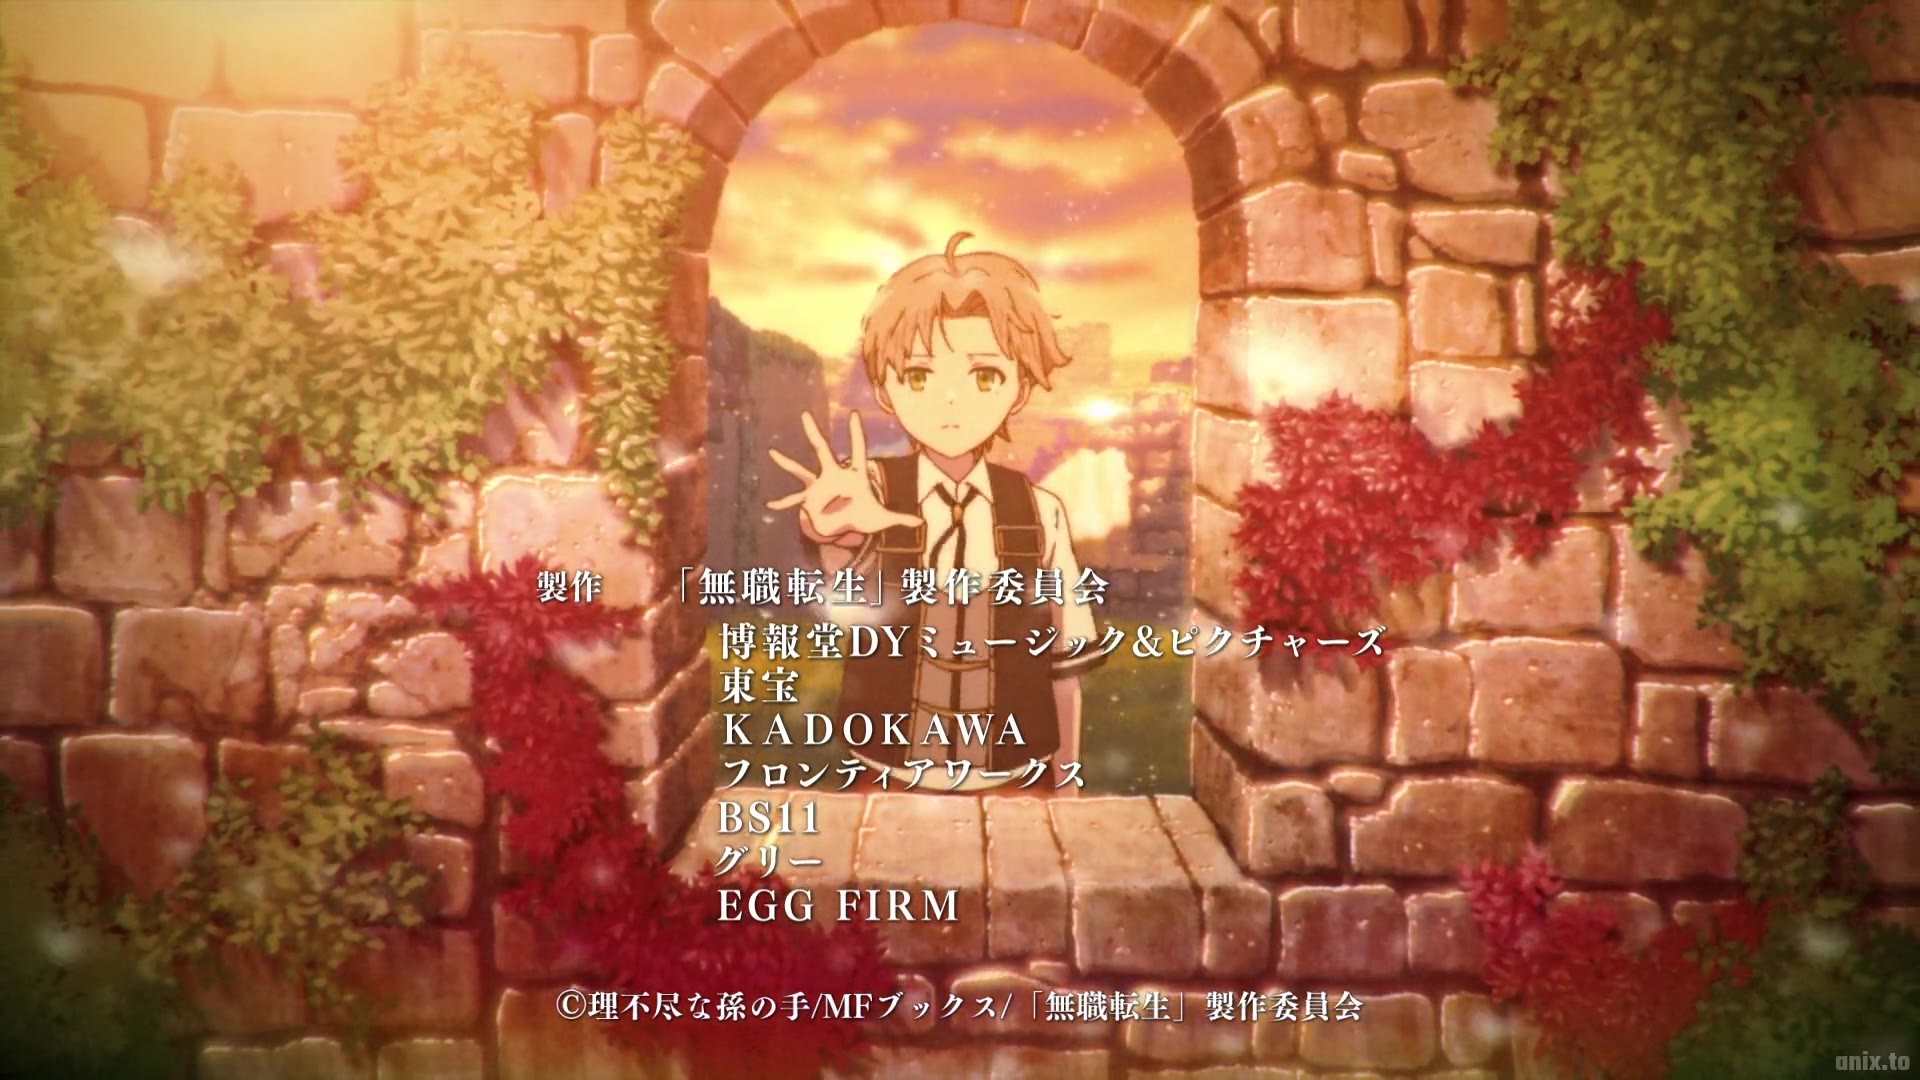 製作 「無職転生」製作委員会
博報堂DYミュージック&ピクチャーズ
東宝
KADOKAWA
フロンティアワークス
BS11
グリー
EGG FIRM
©理不尽な孫の手/MFブックス/「無職転生」製作委員会
anix.to